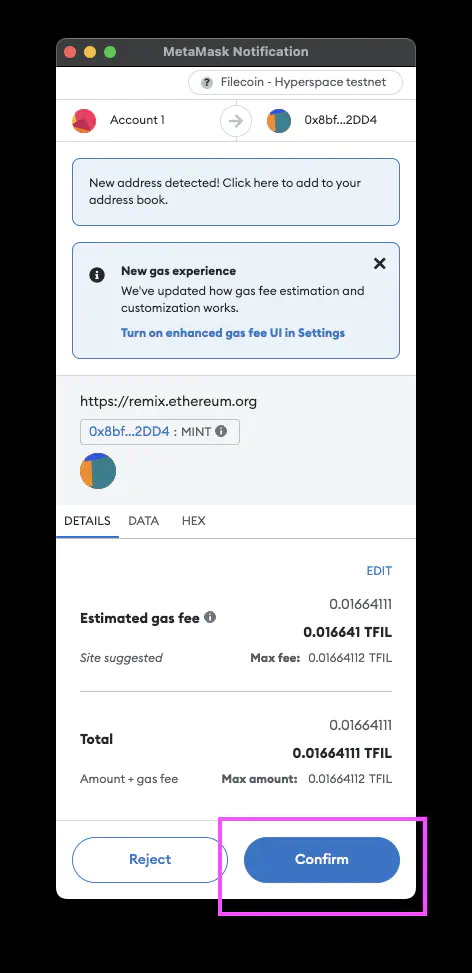 MetaMask Notification
? Filecoin - Hyperspace testnet
Account 1
0x8bf...2DD4
New address detected! Click here to add to your
address book.
New gas experience
We've updated how gas fee estimation and
customization works.
Turn on enhanced gas fee UI in Settings
https://remix.ethereum.org
0x8bf...2DD4 : MINT
DETAILS DATA HEX
EDIT
0.01664111
Estimated gas fee
0.016641 TFIL
Site suggested Max fee: 0.01664112 TFIL
0.01664111
Total
0.01664111 TFIL
Amount + gas fee Max amount: 0.01664112 TFIL
Reject Confirm